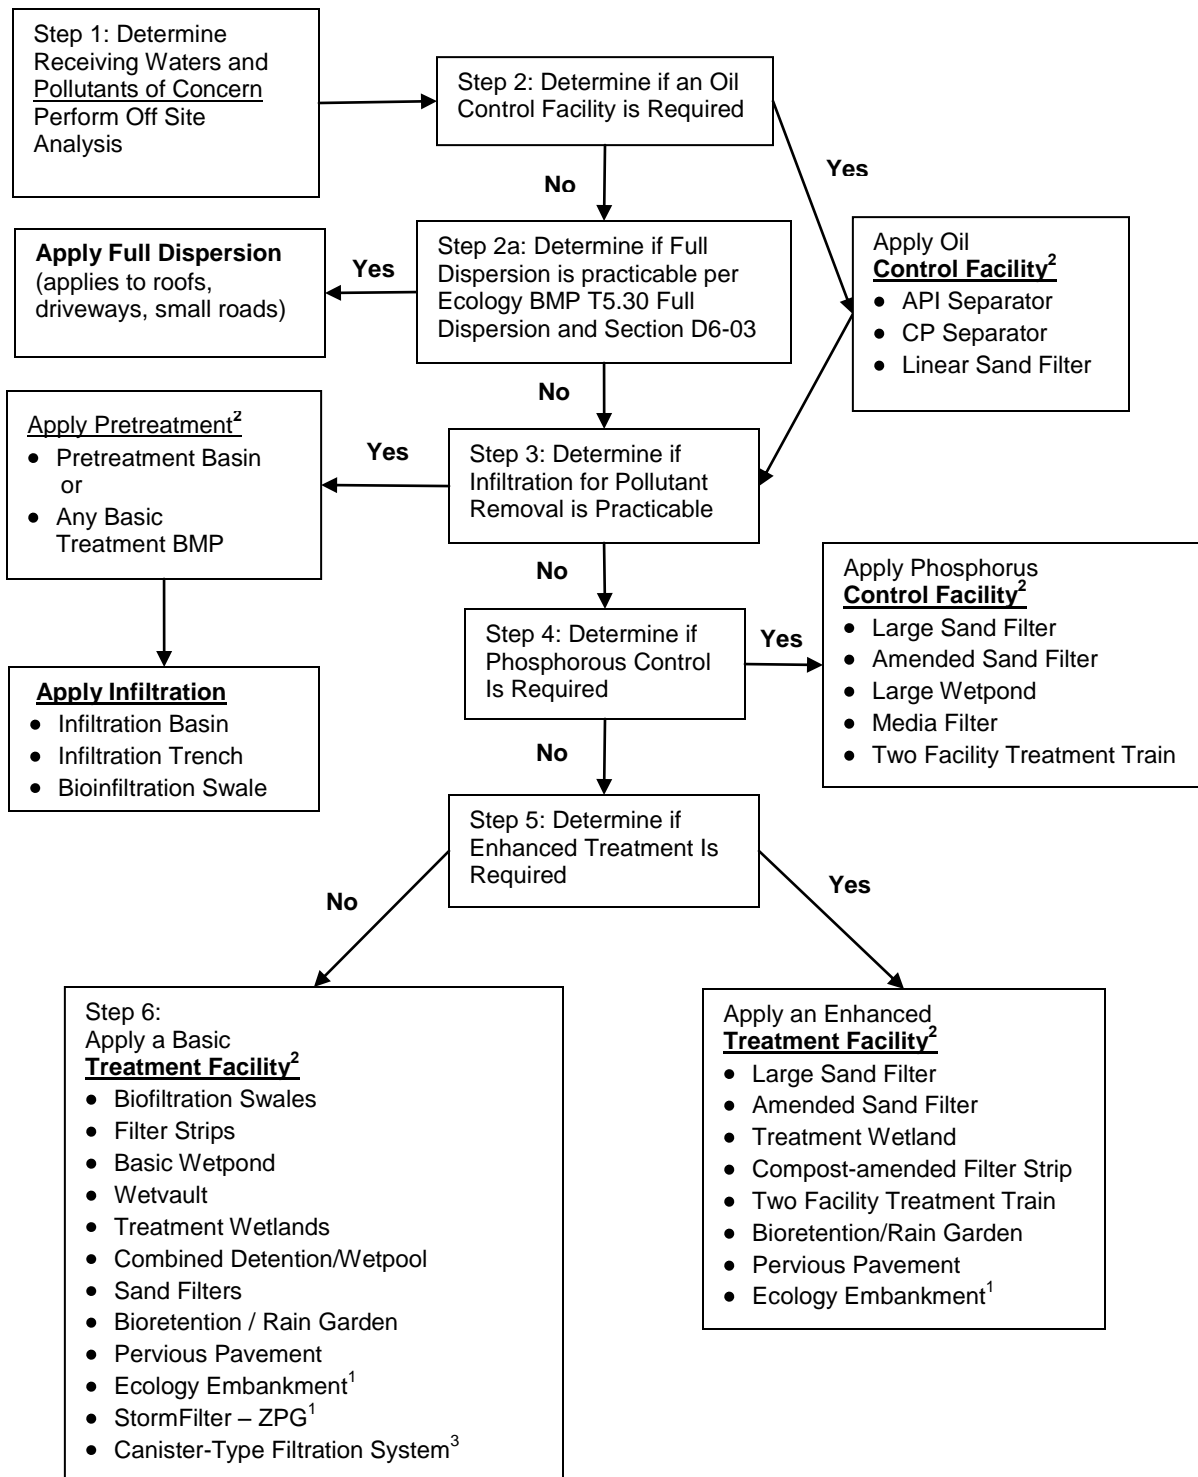 Step 1: Determine
Receiving Waters and
Pollutants of Concern
Perform Off Site
Analysis
Step 2: Determine if an Oil
Control Facility is Required
Yes
No
Apply Full Dispersion
(applies to roofs,
driveways, small roads)
Yes
Step 2a: Determine if Full
Dispersion is practicable per
Ecology BMP T5.30 Full
Dispersion and Section D6-03
Apply Oil
Control Facility²
• API Separator
• CP Separator
• Linear Sand Filter
No
Apply Pretreatment²
• Pretreatment Basin
or
• Any Basic
Treatment BMP
Yes
Step 3: Determine if
Infiltration for Pollutant
Removal is Practicable
No
Apply Phosphorus
Control Facility²
• Large Sand Filter
• Amended Sand Filter
• Large Wetpond
• Media Filter
• Two Facility Treatment Train
Step 4: Determine if
Phosphorous Control
Is Required
Yes
Apply Infiltration
• Infiltration Basin
• Infiltration Trench
• Bioinfiltration Swale
No
Step 5: Determine if
Enhanced Treatment Is
Required
No
Yes
Step 6:
Apply a Basic
Treatment Facility²
• Biofiltration Swales
• Filter Strips
• Basic Wetpond
• Wetvault
• Treatment Wetlands
• Combined Detention/Wetpool
• Sand Filters
• Bioretention / Rain Garden
• Pervious Pavement
• Ecology Embankment¹
• StormFilter – ZPG¹
• Canister-Type Filtration System³
Apply an Enhanced
Treatment Facility²
• Large Sand Filter
• Amended Sand Filter
• Treatment Wetland
• Compost-amended Filter Strip
• Two Facility Treatment Train
• Bioretention/Rain Garden
• Pervious Pavement
• Ecology Embankment¹